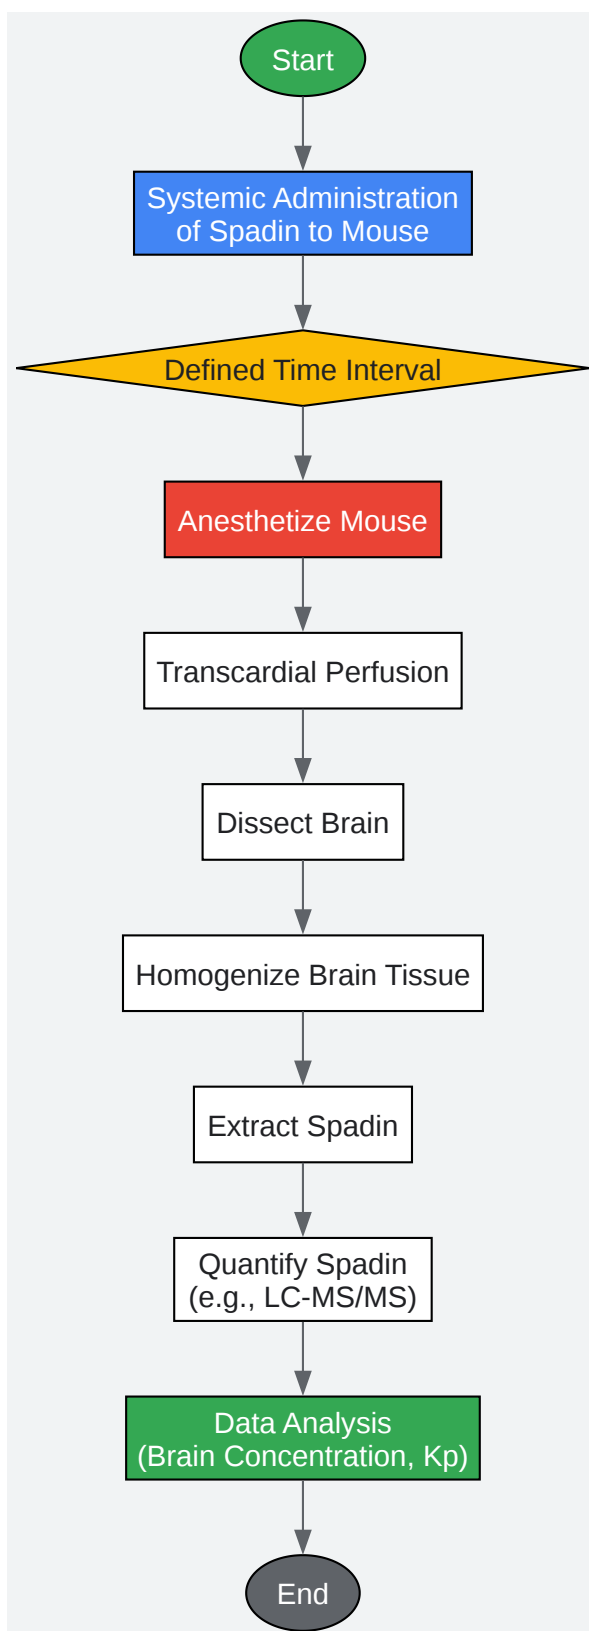 Start
Systemic Administration
of Spadin to Mouse
Defined Time Interval
Anesthetize Mouse
Transcardial Perfusion
Dissect Brain
Homogenize Brain Tissue
Extract Spadin
Quantify Spadin
(e.g., LC-MS/MS)
Data Analysis
(Brain Concentration, Kp)
End